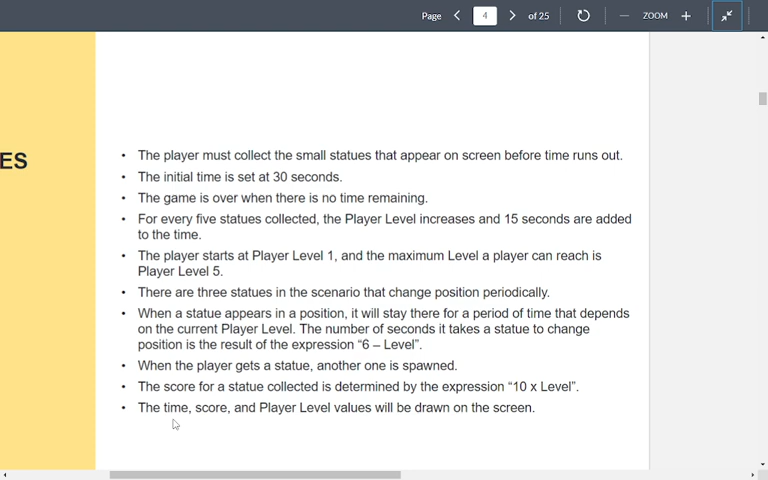 Page 4 of 25 ZOOM
ES
• The player must collect the small statues that appear on screen before time runs out.
• The initial time is set at 30 seconds.
• The game is over when there is no time remaining.
• For every five statues collected, the Player Level increases and 15 seconds are added
to the time.
• The player starts at Player Level 1, and the maximum Level a player can reach is
Player Level 5.
• There are three statues in the scenario that change position periodically.
• When a statue appears in a position, it will stay there for a period of time that depends
on the current Player Level. The number of seconds it takes a statue to change
position is the result of the expression “6 – Level”.
• When the player gets a statue, another one is spawned.
• The score for a statue collected is determined by the expression “10 x Level”.
• The time, score, and Player Level values will be drawn on the screen.